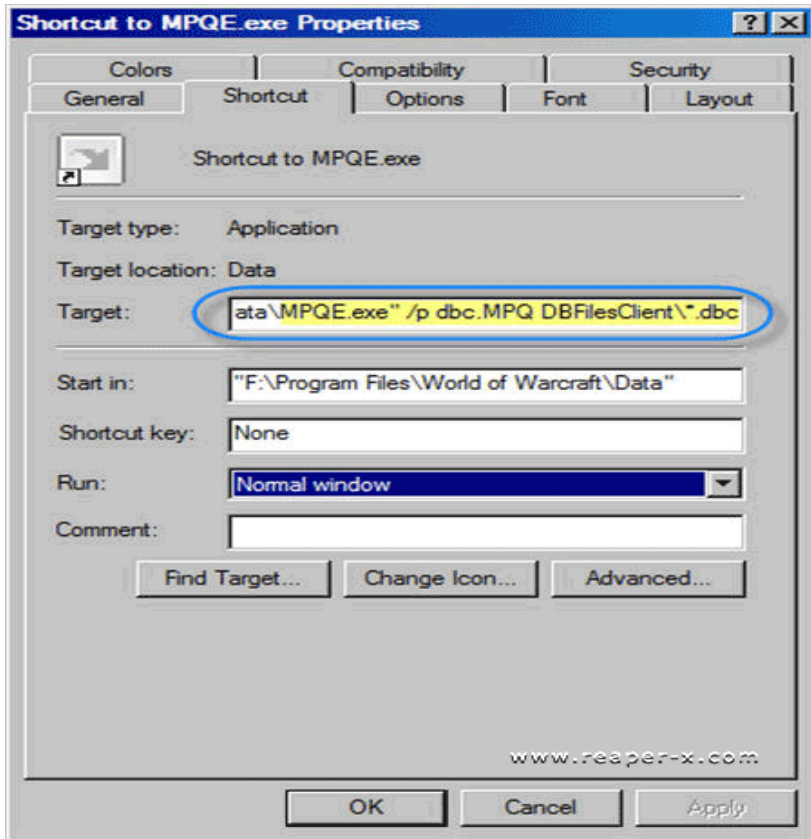 Shortcut to MPQE.exe Properties
Colors Compatibility Security
General Shortcut Options Font Layout
Shortcut to MPQE.exe
Target type: Application
Target location: Data
Target: ata\MPQE.exe" /p dbc.MPQ DBFilesClient\*.dbc
Start in: "F:\Program Files\World of Warcraft\Data"
Shortcut key: None
Run: Normal window
Comment:
Find Target... Change Icon... Advanced...
www.reaper-x.com
OK Cancel Apply